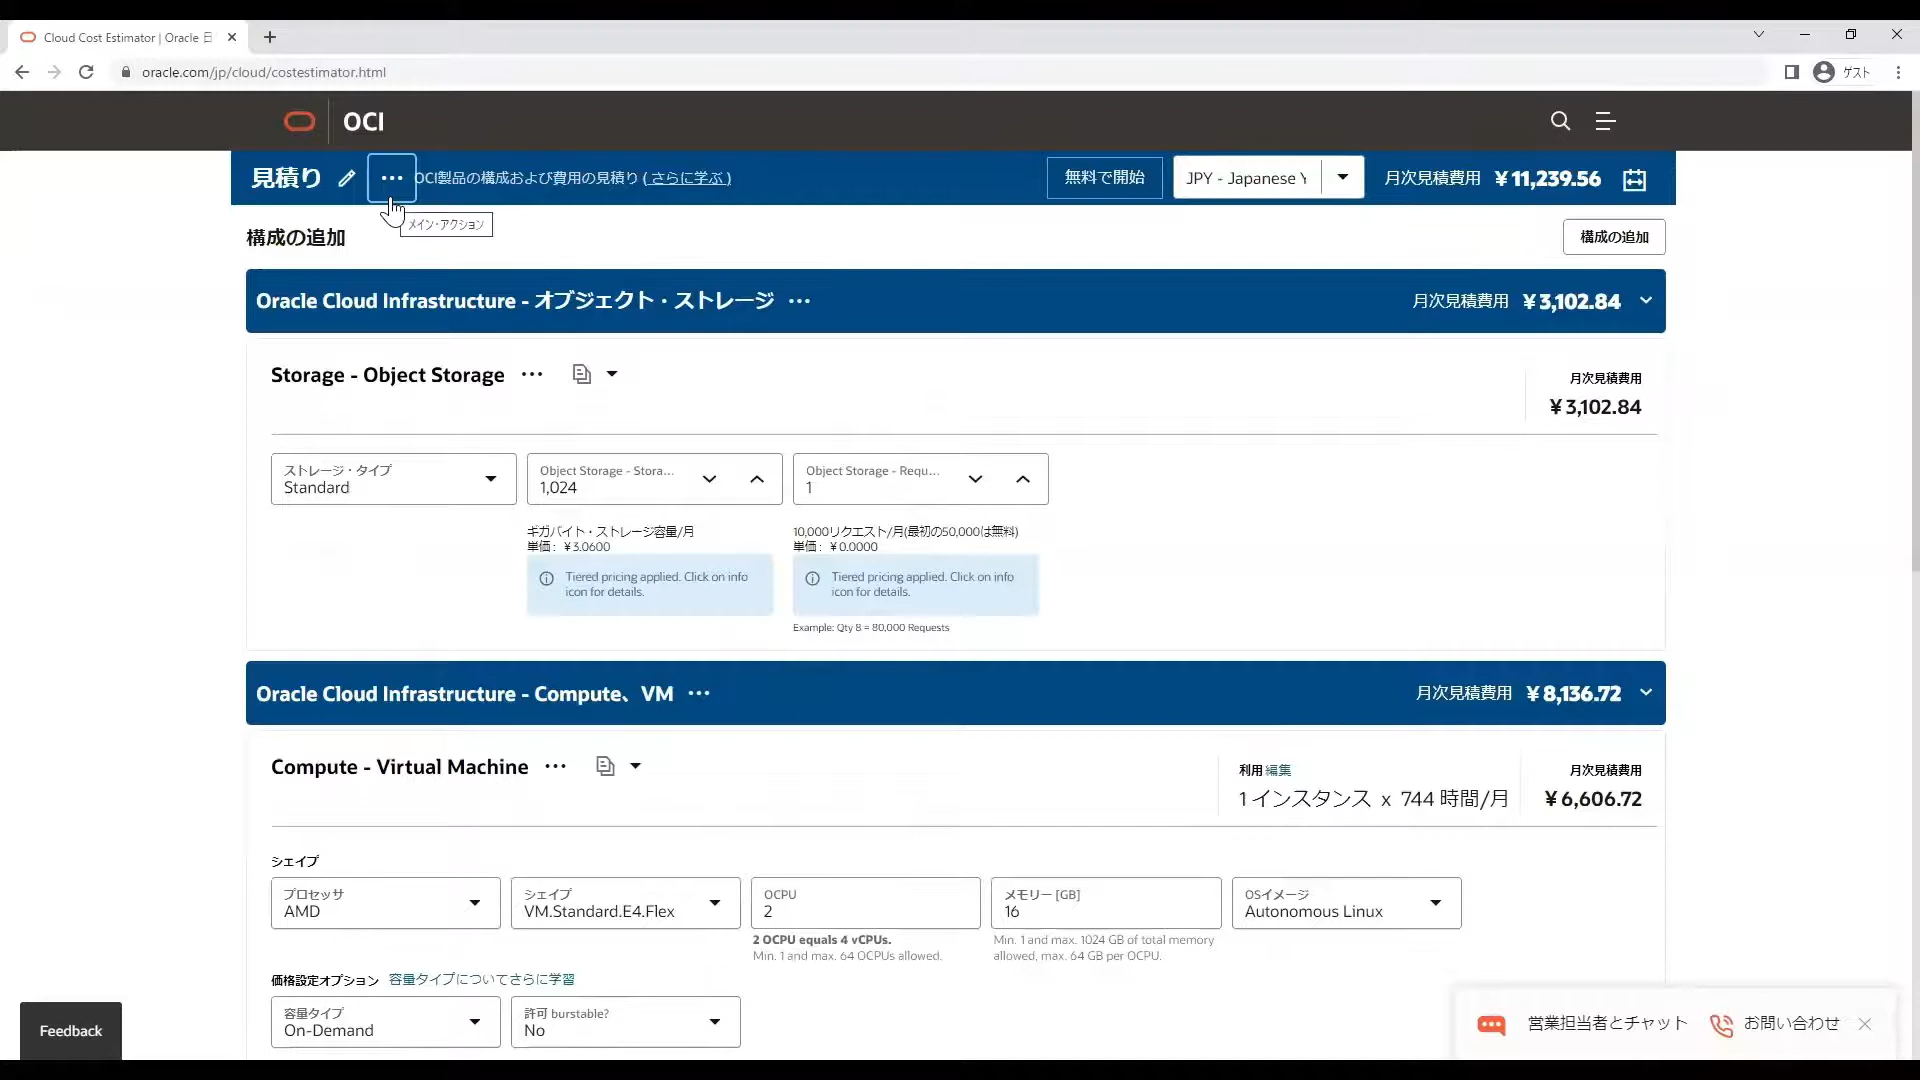 Cloud Cost Estimator | Oracle 日
oracle.com/jp/cloud/costestimator.html
ゲスト
OCI
見積り
OCI製品の構成および費用の見積り ( さらに学ぶ )
無料で開始
JPY - Japanese Y
月次見積費用 ¥11,239.56
メイン・アクション
構成の追加
構成の追加
Oracle Cloud Infrastructure - オブジェクト・ストレージ
月次見積費用 ¥3,102.84
Storage - Object Storage
月次見積費用
¥3,102.84
ストレージ・タイプ
Standard
Object Storage - Stora...
1,024
Object Storage - Requ...
1
ギガバイト・ストレージ容量/月
単価 : ¥3.0600
Tiered pricing applied. Click on info
icon for details.
10,000リクエスト/月(最初の50,000は無料)
単価 : ¥0.0000
Tiered pricing applied. Click on info
icon for details.
Example: Qty 8 = 80,000 Requests
Oracle Cloud Infrastructure - Compute、VM
月次見積費用 ¥8,136.72
Compute - Virtual Machine
利用 編集
1 インスタンス x 744 時間/月
月次見積費用
¥6,606.72
シェイプ
プロセッサ
AMD
シェイプ
VM.Standard.E4.Flex
OCPU
2
メモリー [GB]
16
OSイメージ
Autonomous Linux
2 OCPU equals 4 vCPUs.
Min. 1 and max. 64 OCPUs allowed.
Min. 1 and max. 1024 GB of total memory
allowed, max. 64 GB per OCPU.
価格設定オプション 容量タイプについてさらに学習
容量タイプ
On-Demand
許可 burstable?
No
Feedback
営業担当者とチャット
お問い合わせ